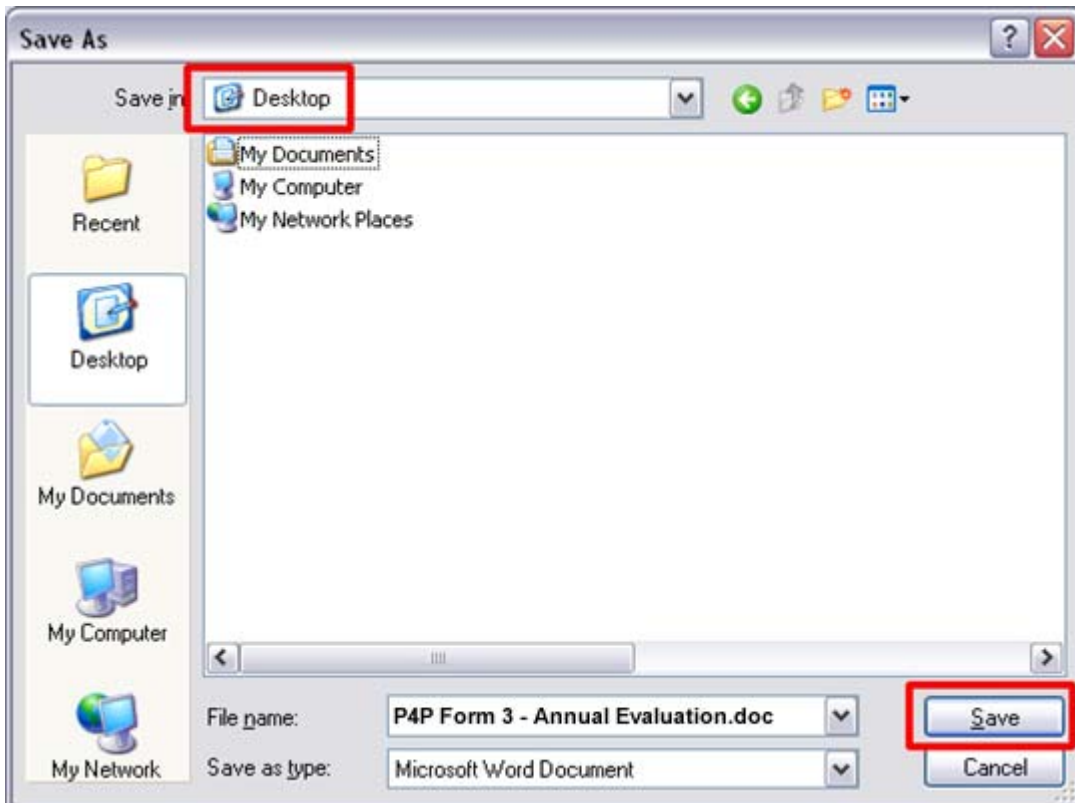 Save As
Save in
Desktop
My Documents
My Computer
My Network Places
Recent
Desktop
My Documents
My Computer
My Network
File name:
P4P Form 3 - Annual Evaluation.doc
Save
Save as type:
Microsoft Word Document
Cancel